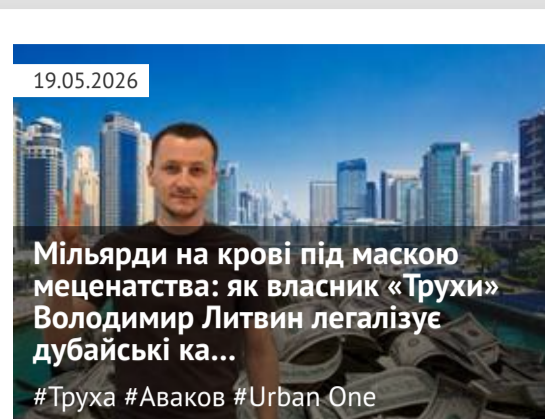 19.05.2026
Мільярди на крові під маскою
меценатства: як власник «Трухи»
Володимир Литвин легалізує
дубайські ка...
#Труха #Аваков #Urban One